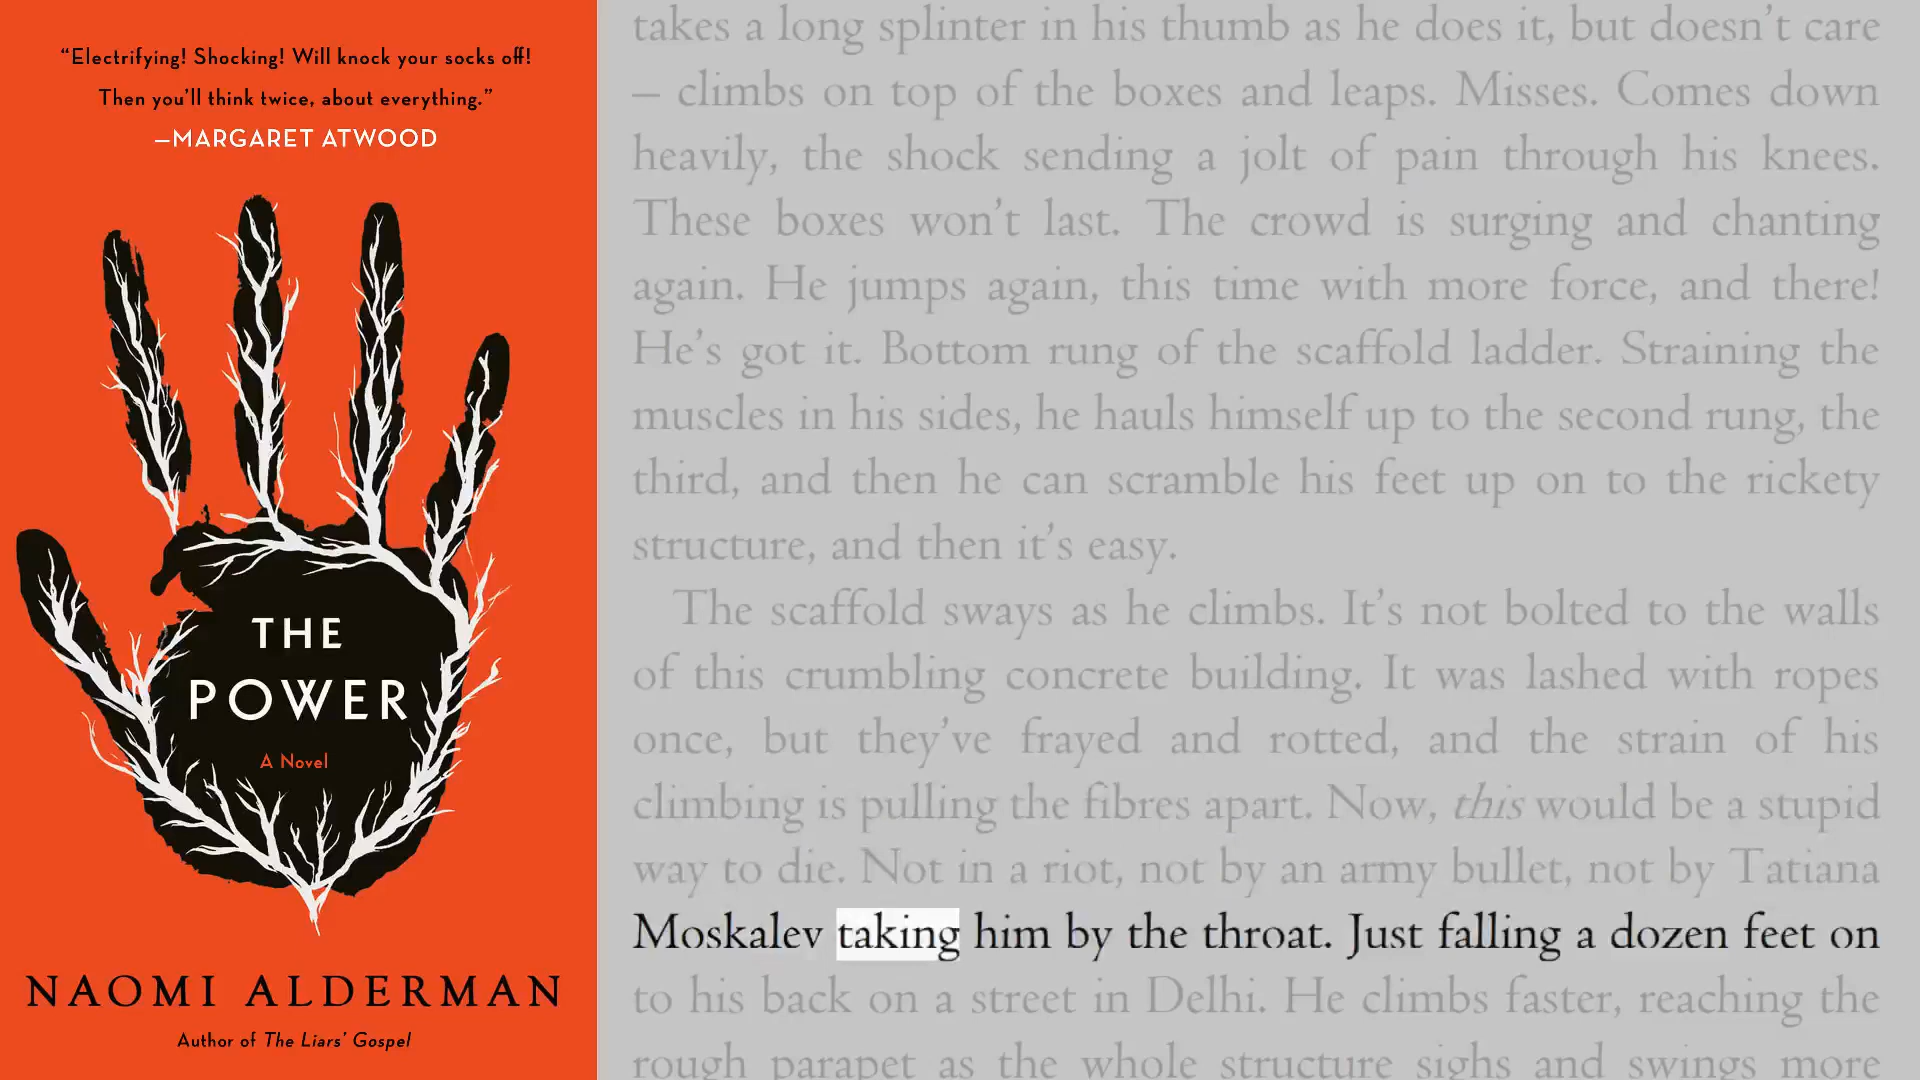 “Electrifying! Shocking! Will knock your socks off!
Then you’ll think twice, about everything.”
—MARGARET ATWOOD
THE
POWER
A Novel
NAOMI ALDERMAN
Author of The Liars’ Gospel
takes a long splinter in his thumb as he does it, but doesn’t care
– climbs on top of the boxes and leaps. Misses. Comes down
heavily, the shock sending a jolt of pain through his knees.
These boxes won’t last. The crowd is surging and chanting
again. He jumps again, this time with more force, and there!
He’s got it. Bottom rung of the scaffold ladder. Straining the
muscles in his sides, he hauls himself up to the second rung, the
third, and then he can scramble his feet up on to the rickety
structure, and then it’s easy.
The scaffold sways as he climbs. It’s not bolted to the walls
of this crumbling concrete building. It was lashed with ropes
once, but they’ve frayed and rotted, and the strain of his
climbing is pulling the fibres apart. Now, this would be a stupid
way to die. Not in a riot, not by an army bullet, not by Tatiana
Moskalev taking him by the throat. Just falling a dozen feet on
to his back on a street in Delhi. He climbs faster, reaching the
rough parapet as the whole structure sighs and swings more